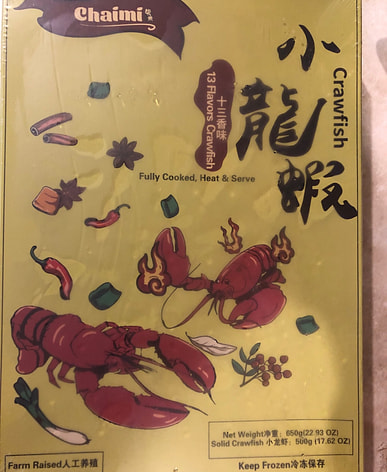 Chaimi
小龍蝦
Crawfish
十三香味
13 Flavors Crawfish
Fully Cooked, Heat & Serve
Net Weight净重：650g(22.93 OZ)
Solid Crawfish 小龙虾：500g (17.62 OZ)
Farm Raised人工养殖
Keep Frozen冷冻保存